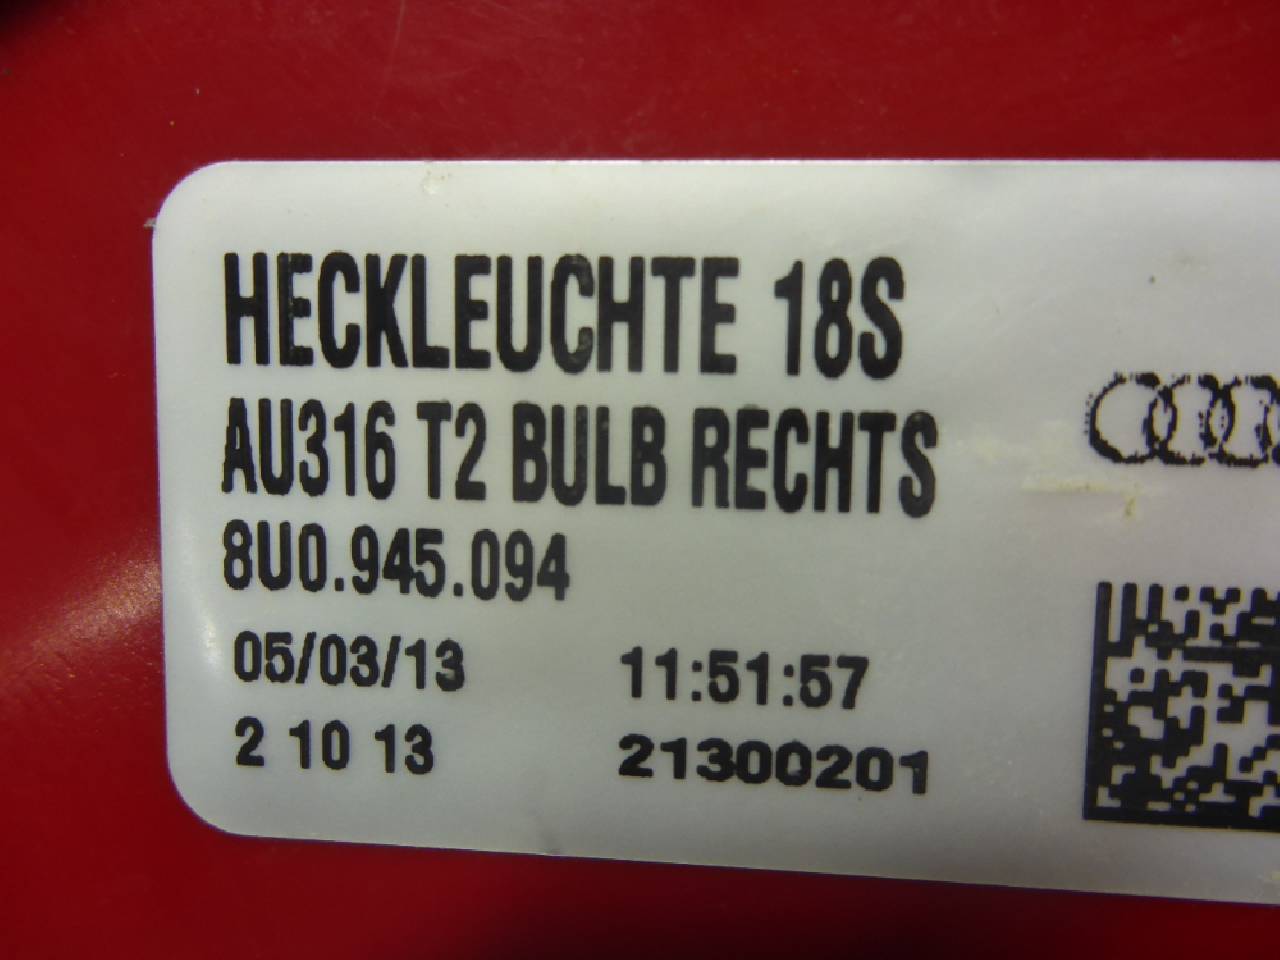 HECKLEUCHTE 18S
AU316 T2 BULB RECHTS
8U0.945.094
05/03/13 11:51:57
2 10 13 21300201